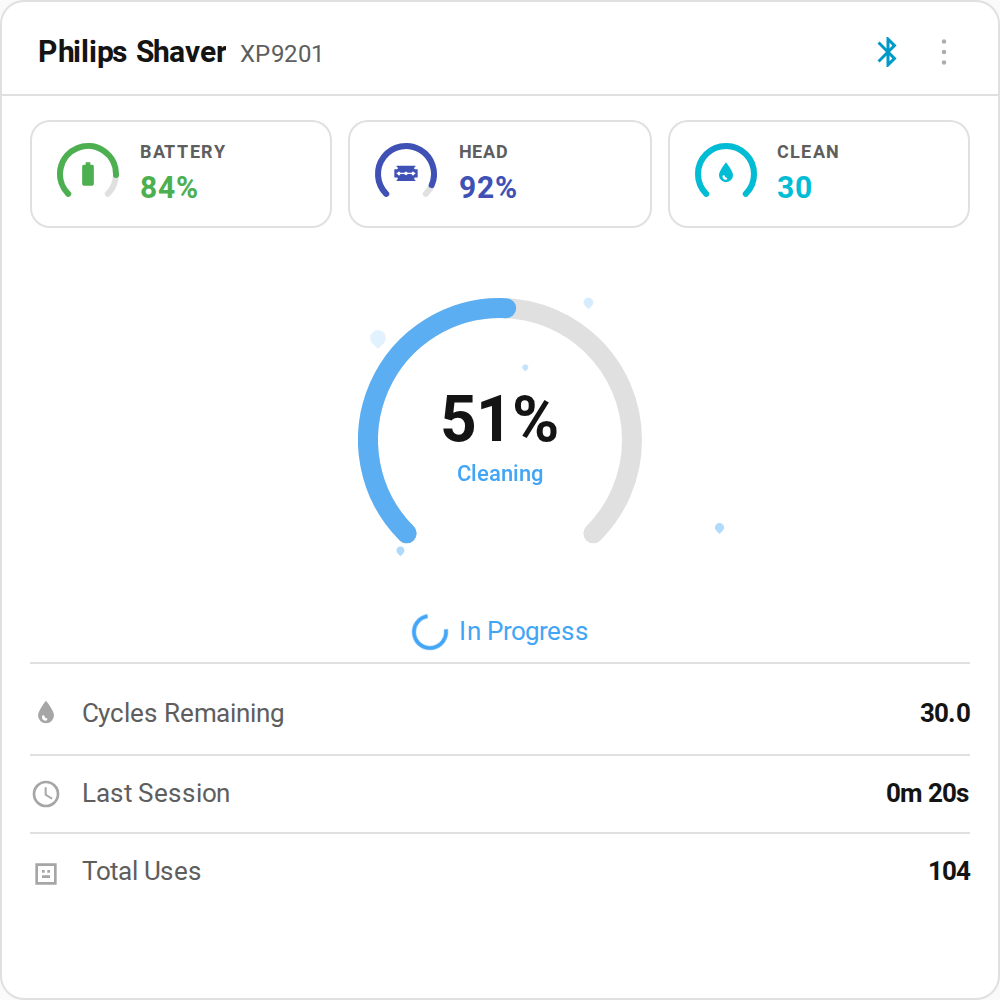 Philips Shaver XP9201
BATTERY
84%
HEAD
92%
CLEAN
30
51%
Cleaning
In Progress
Cycles Remaining 30.0
Last Session 0m 20s
Total Uses 104